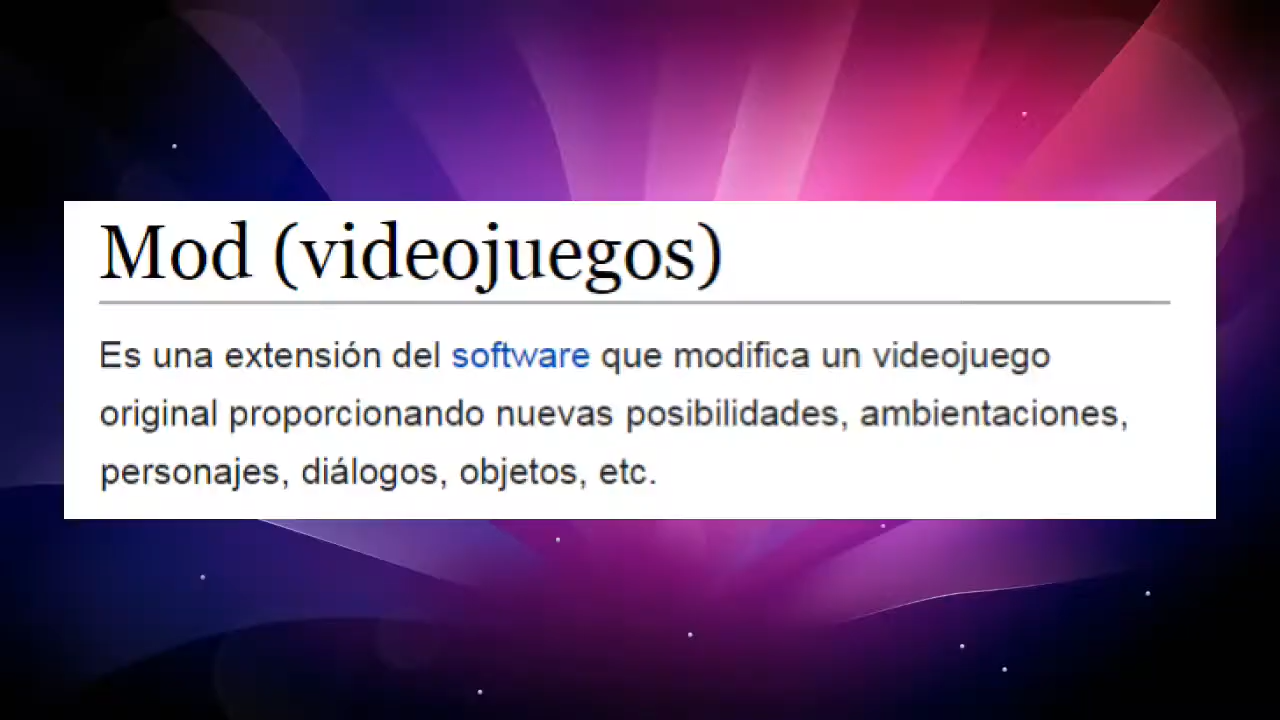 Mod (videojuegos)
Es una extensión del software que modifica un videojuego
original proporcionando nuevas posibilidades, ambientaciones,
personajes, diálogos, objetos, etc.